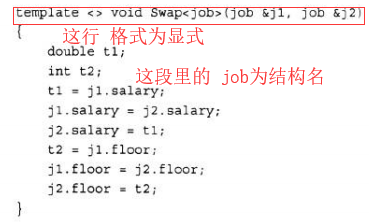 template <> void Swap<job>(job &j1, job &j2)
{
这行 格式为显式
double t1;
int t2;
这段里的 job为结构名
t1 = j1.salary;
j1.salary = j2.salary;
j2.salary = t1;
t2 = j1.floor;
j1.floor = j2.floor;
j2.floor = t2;
}